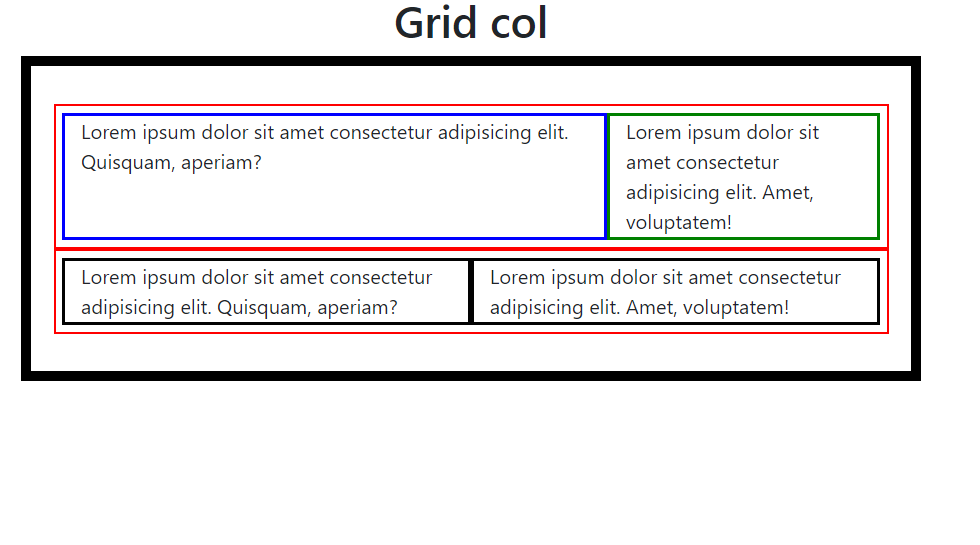 Grid col
Lorem ipsum dolor sit amet consectetur adipisicing elit.
Quisquam, aperiam?
Lorem ipsum dolor sit
amet consectetur
adipisicing elit. Amet,
voluptatem!
Lorem ipsum dolor sit amet consectetur
adipisicing elit. Quisquam, aperiam?
Lorem ipsum dolor sit amet consectetur
adipisicing elit. Amet, voluptatem!